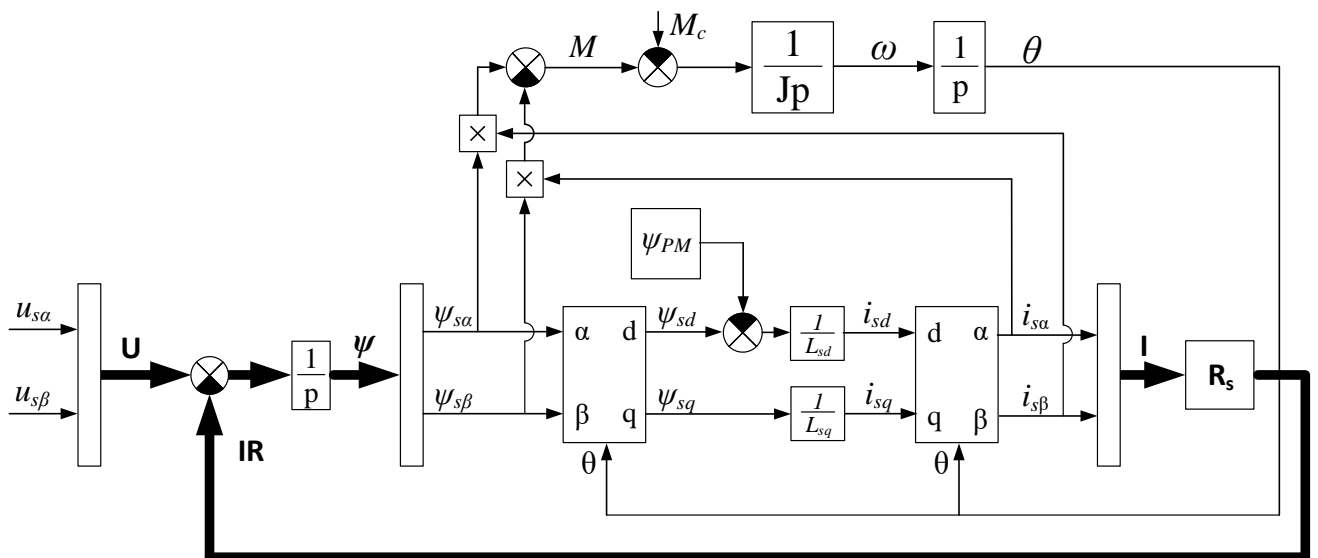 M_c
M
1
Jp
ω
1
p
θ
×
×
ψ_PM
u_sα
u_sβ
U
IR
1
p
ψ
ψ_sα
ψ_sβ
α d
β q
θ
ψ_sd
ψ_sq
1
L_sd
1
L_sq
i_sd
i_sq
d α
q β
θ
i_sα
i_sβ
I
R_s